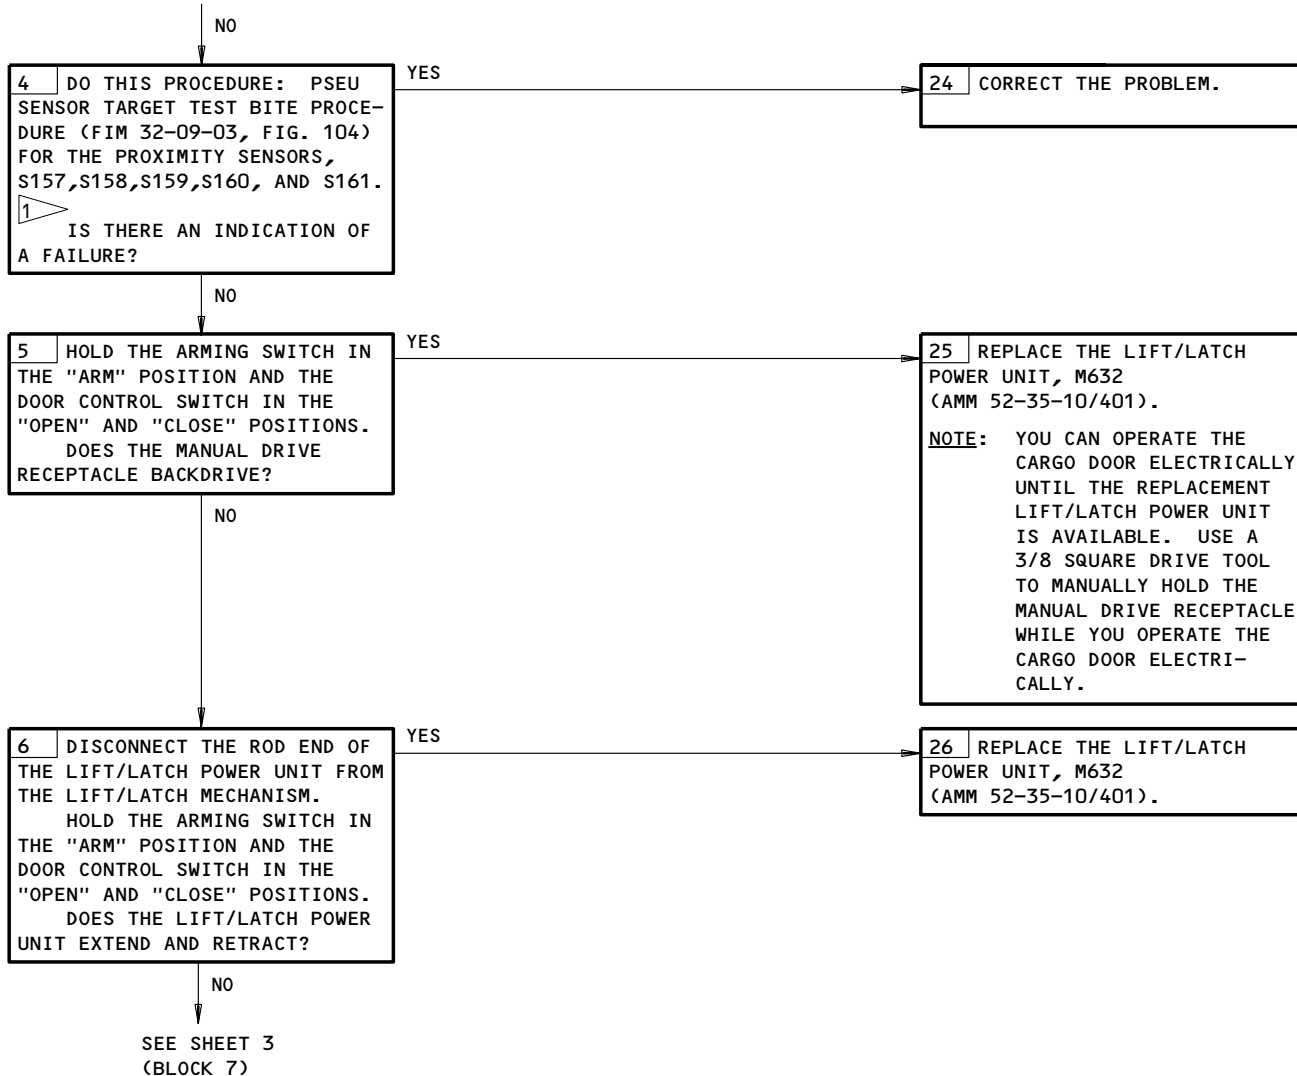 NO
4 DO THIS PROCEDURE: PSEU
SENSOR TARGET TEST BITE PROCE-
DURE (FIM 32-09-03, FIG. 104)
FOR THE PROXIMITY SENSORS,
S157,S158,S159,S160, AND S161.
1
IS THERE AN INDICATION OF
A FAILURE?
YES
24 CORRECT THE PROBLEM.
NO
5 HOLD THE ARMING SWITCH IN
THE "ARM" POSITION AND THE
DOOR CONTROL SWITCH IN THE
"OPEN" AND "CLOSE" POSITIONS.
DOES THE MANUAL DRIVE
RECEPTACLE BACKDRIVE?
YES
25 REPLACE THE LIFT/LATCH
POWER UNIT, M632
(AMM 52-35-10/401).
NOTE: YOU CAN OPERATE THE
CARGO DOOR ELECTRICALLY
UNTIL THE REPLACEMENT
LIFT/LATCH POWER UNIT
IS AVAILABLE. USE A
3/8 SQUARE DRIVE TOOL
TO MANUALLY HOLD THE
MANUAL DRIVE RECEPTACLE
WHILE YOU OPERATE THE
CARGO DOOR ELECTRI-
CALLY.
NO
6 DISCONNECT THE ROD END OF
THE LIFT/LATCH POWER UNIT FROM
THE LIFT/LATCH MECHANISM.
HOLD THE ARMING SWITCH IN
THE "ARM" POSITION AND THE
DOOR CONTROL SWITCH IN THE
"OPEN" AND "CLOSE" POSITIONS.
DOES THE LIFT/LATCH POWER
UNIT EXTEND AND RETRACT?
YES
26 REPLACE THE LIFT/LATCH
POWER UNIT, M632
(AMM 52-35-10/401).
NO
SEE SHEET 3
(BLOCK 7)